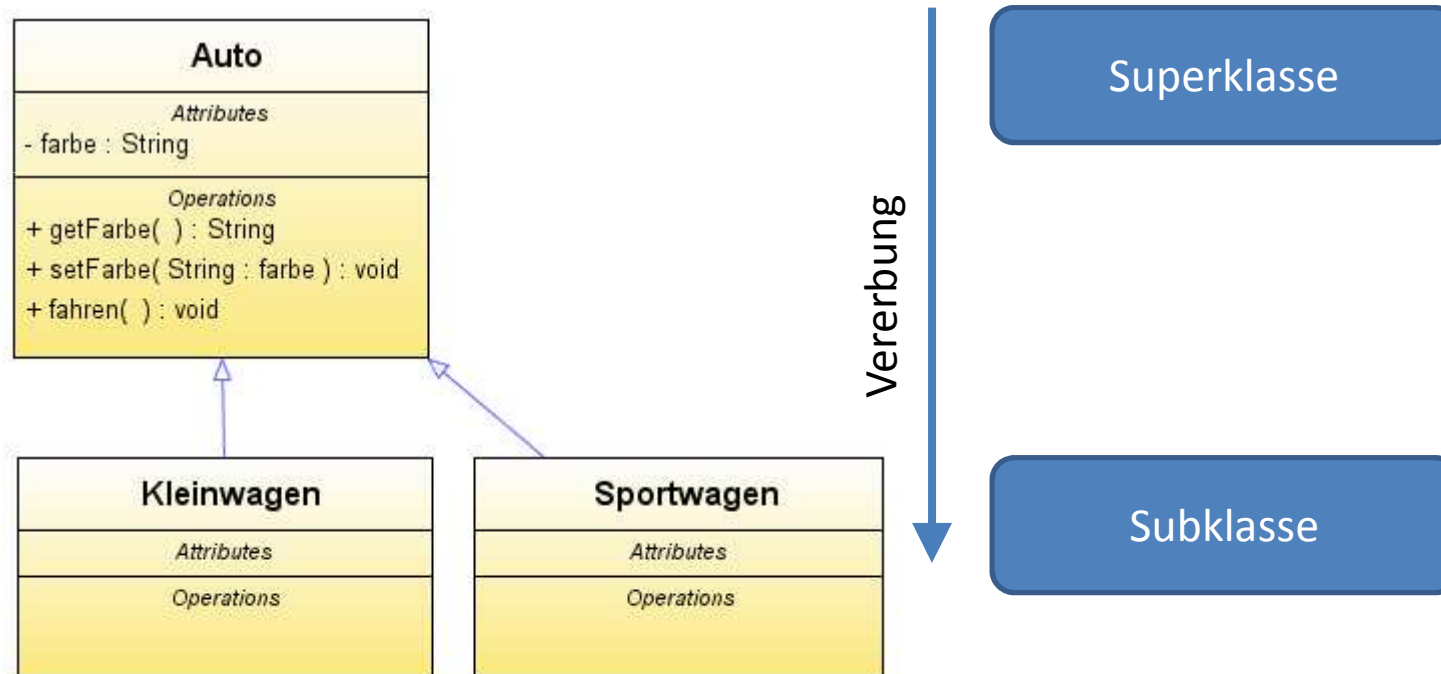 Auto
Attributes
- farbe : String
Operations
+ getFarbe( ) : String
+ setFarbe( String : farbe ) : void
+ fahren( ) : void
Kleinwagen
Attributes
Operations
Sportwagen
Attributes
Operations
Vererbung
Superklasse
Subklasse